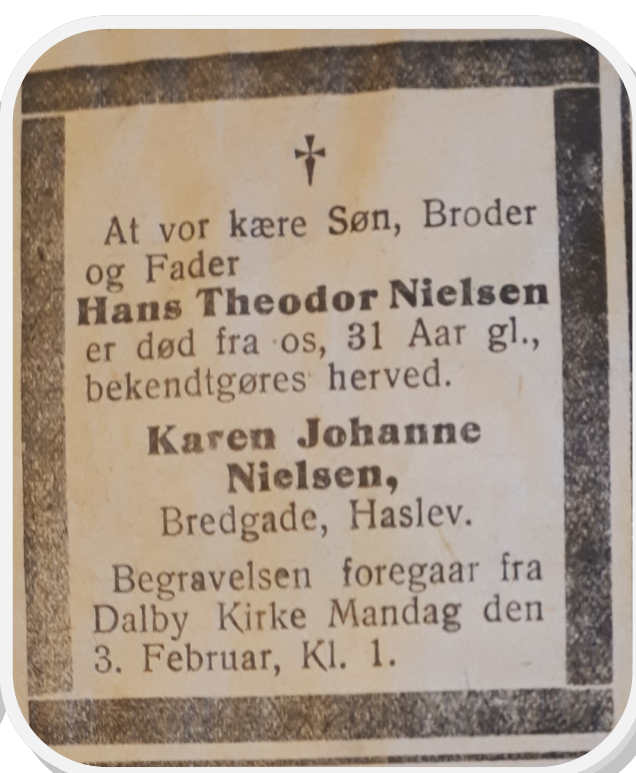 At vor kære Søn, Broder
og Fader
Hans Theodor Nielsen
er død fra os, 31 Aar gl.,
bekendtgøres herved.
Karen Johanne
Nielsen,
Bredgade, Haslev.
Begravelsen foregaar fra
Dalby Kirke Mandag den
3. Februar, Kl. 1.